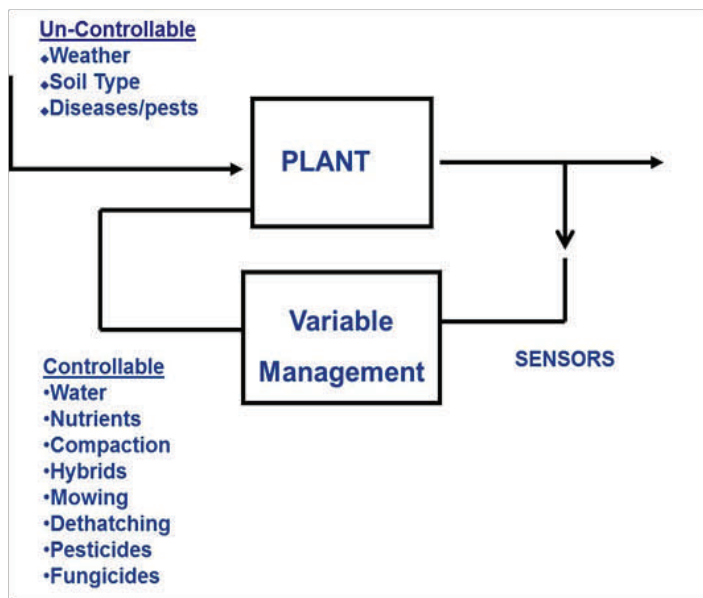 Un-Controllable
◆Weather
◆Soil Type
◆Diseases/pests
PLANT
Variable
Management
SENSORS
Controllable
•Water
•Nutrients
•Compaction
•Hybrids
•Mowing
•Dethatching
•Pesticides
•Fungicides